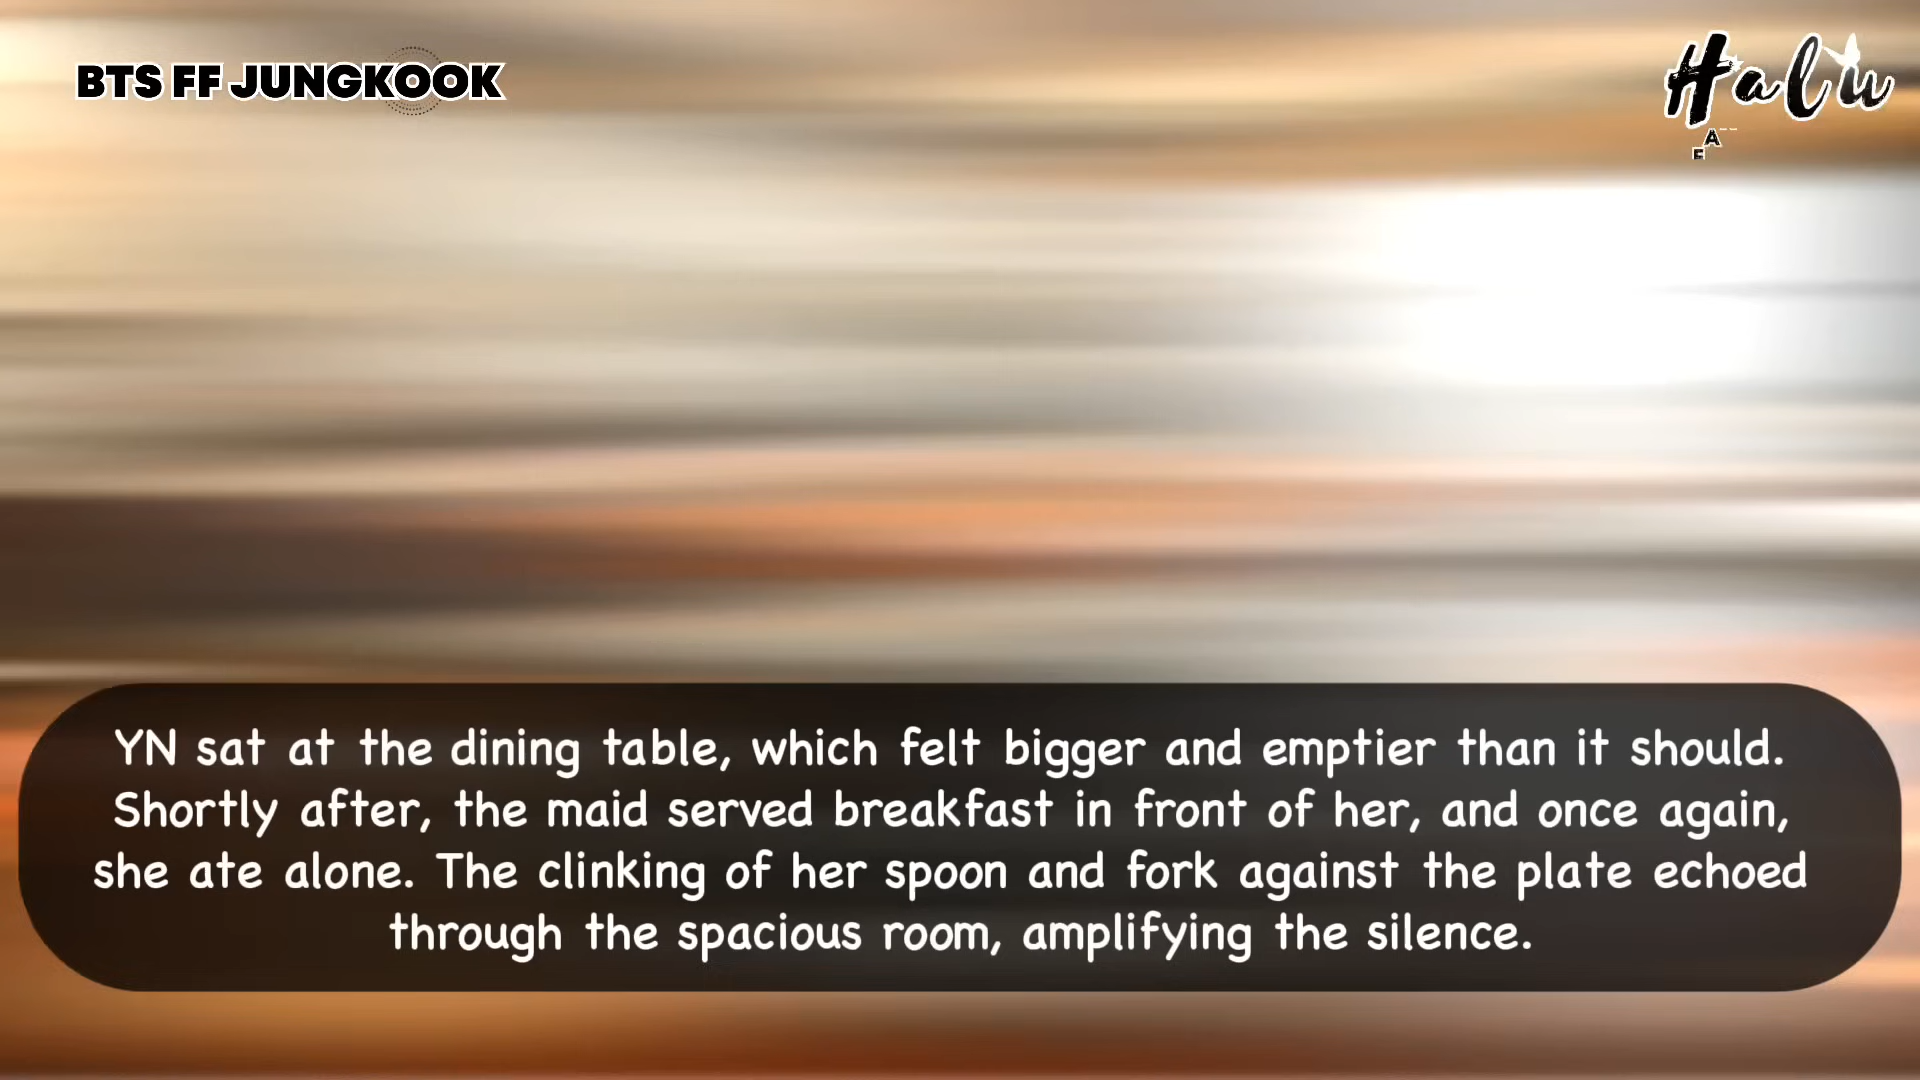 BTS FF JUNGKOOK
Halu
A
E
YN sat at the dining table, which felt bigger and emptier than it should.
Shortly after, the maid served breakfast in front of her, and once again,
she ate alone. The clinking of her spoon and fork against the plate echoed
through the spacious room, amplifying the silence.